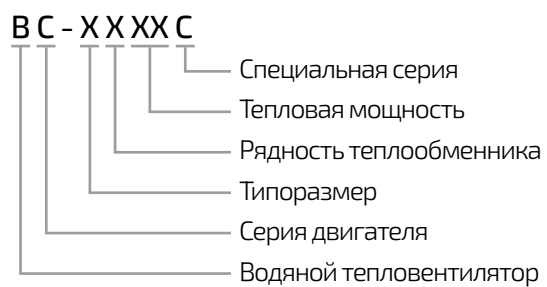 ВС-ХХХХС
Специальная серия
Тепловая мощность
Рядность теплообменника
Типоразмер
Серия двигателя
Водяной тепловентилятор